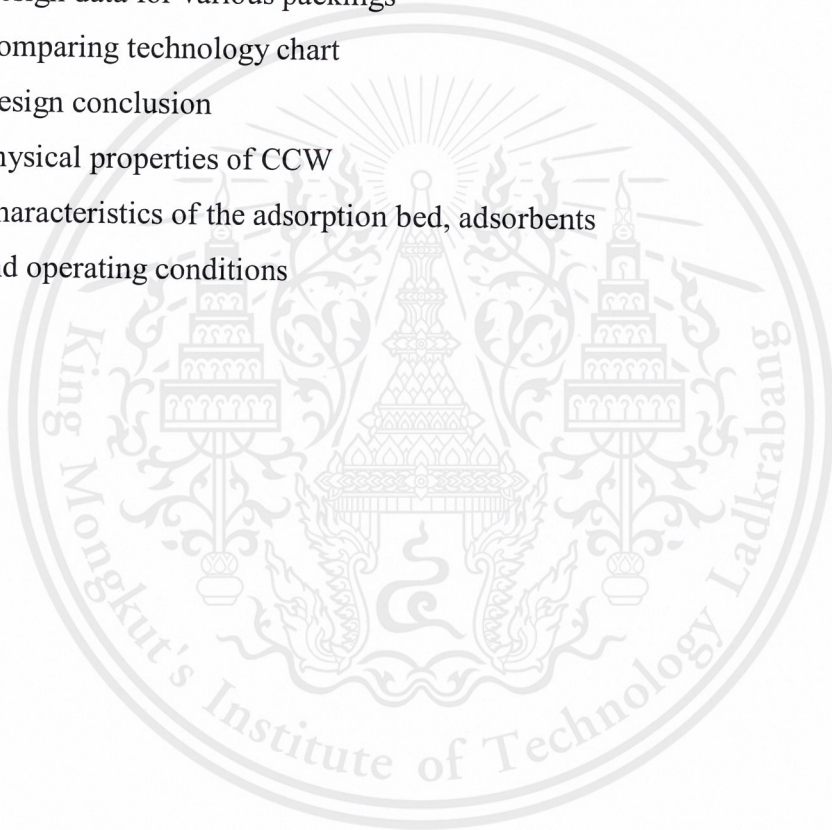 esign data for various packings
omparing technology chart
esign conclusion
hysical properties of CCW
haracteristics of the adsorption bed, adsorbents
nd operating conditions
King Mongkut's Institute of Technology Ladkrabang